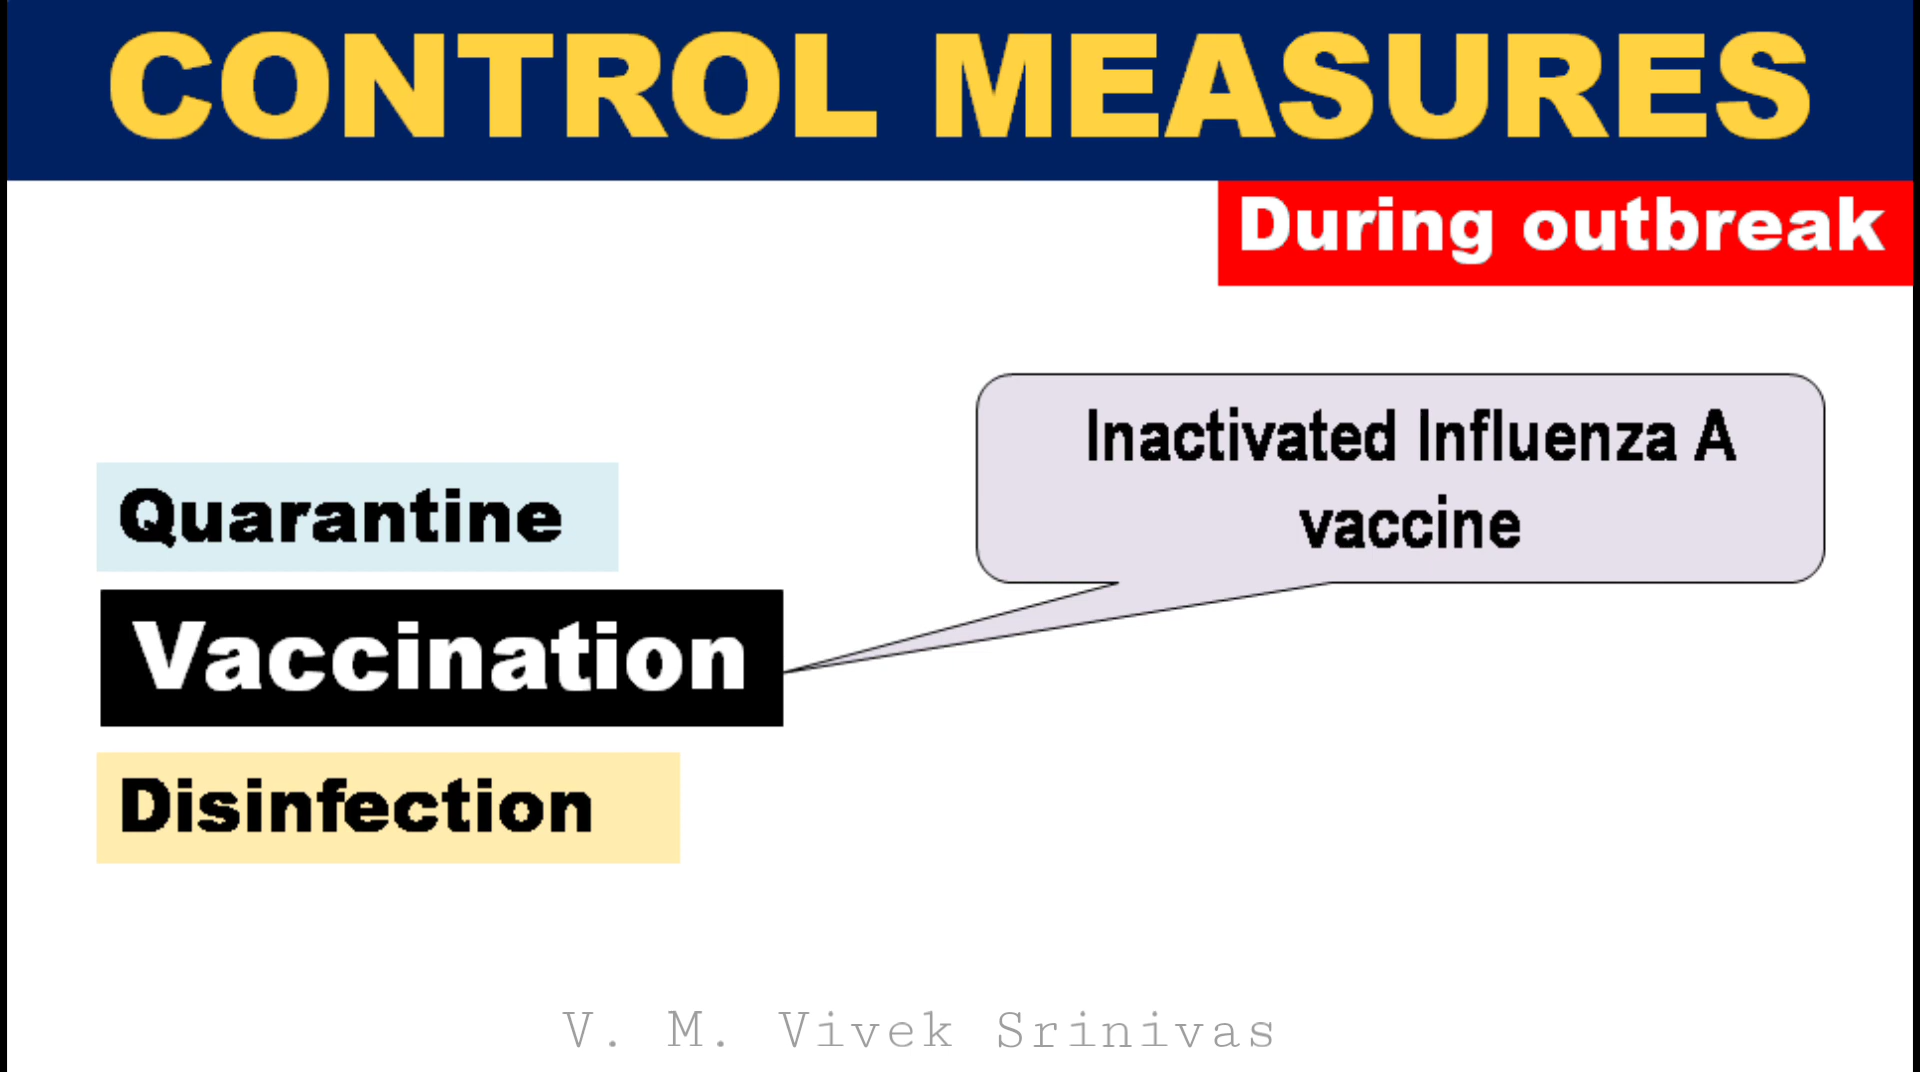 CONTROL MEASURES
During outbreak
Inactivated Influenza A
vaccine
Quarantine
Vaccination
Disinfection
V. M. Vivek Srinivas